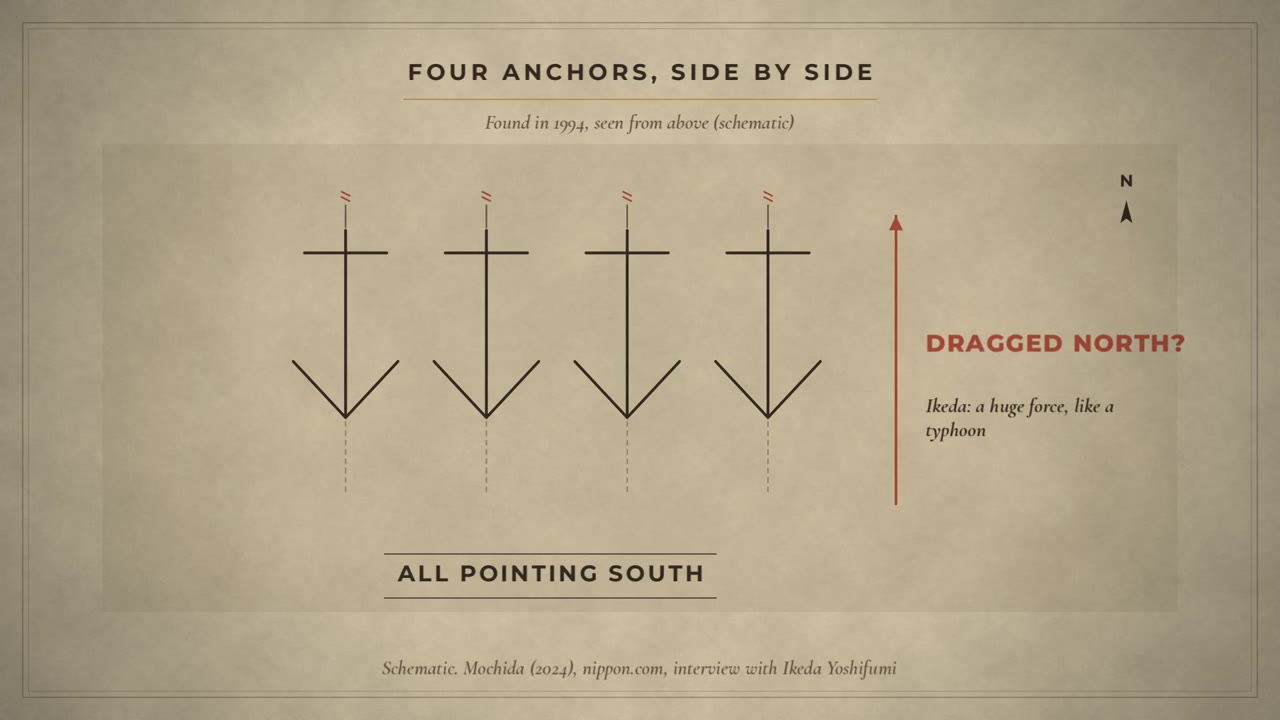 FOUR ANCHORS, SIDE BY SIDE
Found in 1994, seen from above (schematic)
N
DRAGGED NORTH?
Ikeda: a huge force, like a
typhoon
ALL POINTING SOUTH
Schematic. Mochida (2024), nippon.com, interview with Ikeda Yoshifumi